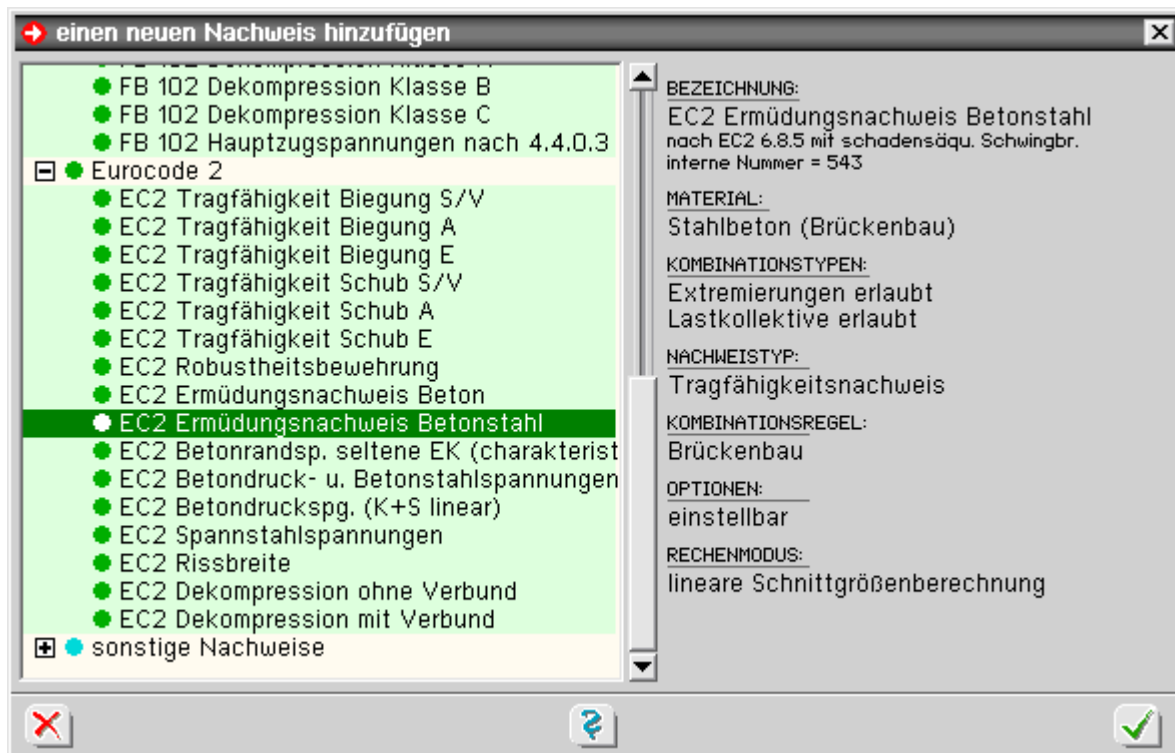 einen neuen Nachweis hinzufügen
FB 102 Dekompression Klasse B
FB 102 Dekompression Klasse C
FB 102 Hauptzugspannungen nach 4.4.0.3
Eurocode 2
EC2 Tragfähigkeit Biegung S/V
EC2 Tragfähigkeit Biegung A
EC2 Tragfähigkeit Biegung E
EC2 Tragfähigkeit Schub S/V
EC2 Tragfähigkeit Schub A
EC2 Tragfähigkeit Schub E
EC2 Robustheitsbewehrung
EC2 Ermüdungsnachweis Beton
EC2 Ermüdungsnachweis Betonstahl
EC2 Betonrandsp. seltene EK (charakterist
EC2 Betondruck- u. Betonstahlspannungen
EC2 Betondruckspg. (K+S linear)
EC2 Spannstahlspannungen
EC2 Rissbreite
EC2 Dekompression ohne Verbund
EC2 Dekompression mit Verbund
sonstige Nachweise
BEZEICHNUNG:
EC2 Ermüdungsnachweis Betonstahl
nach EC2 6.8.5 mit schadensäqu. Schwingbr.
interne Nummer = 543
MATERIAL:
Stahlbeton (Brückenbau)
KOMBINATIONSTYPEN:
Extremierungen erlaubt
Lastkollektive erlaubt
NACHWEISTYP:
Tragfähigkeitsnachweis
KOMBINATIONSREGEL:
Brückenbau
OPTIONEN:
einstellbar
RECHENMODUS:
lineare Schnittgrößenberechnung